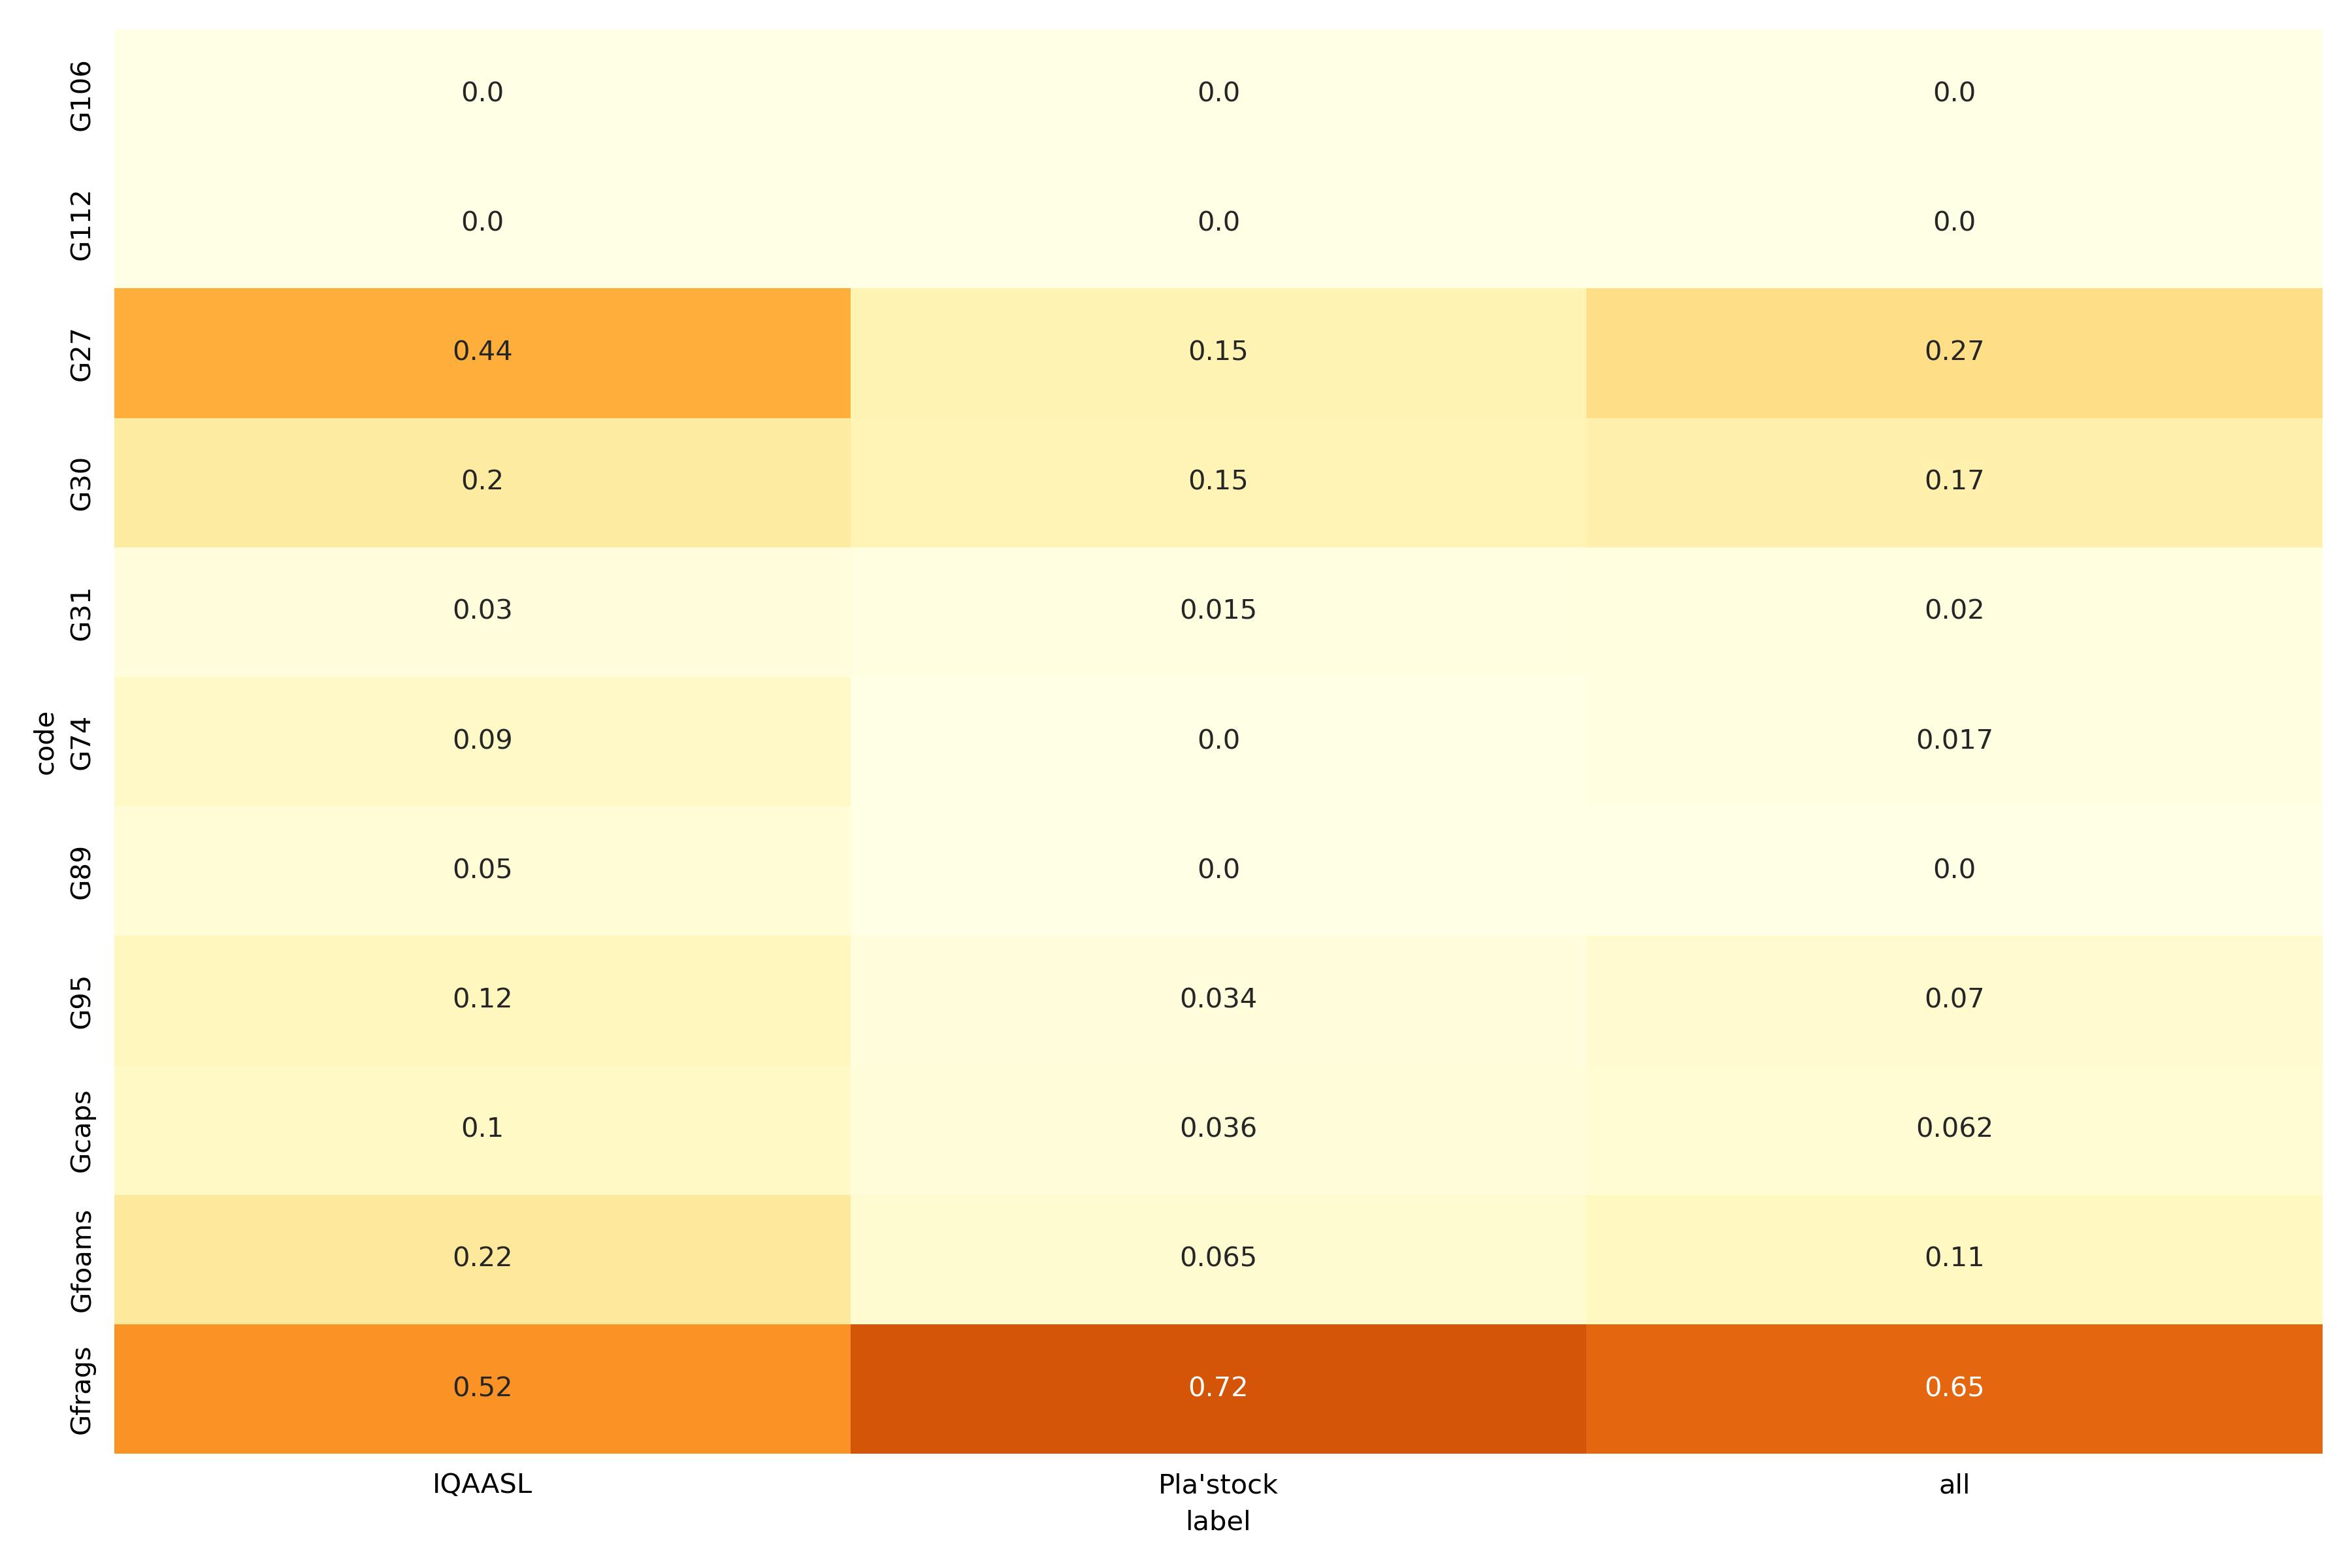 G106 0.0 0.0 0.0
G112 0.0 0.0 0.0
G27 0.44 0.15 0.27
G30 0.2 0.15 0.17
G31 0.03 0.015 0.02
code
G74 0.09 0.0 0.017
G89 0.05 0.0 0.0
G95 0.12 0.034 0.07
Gcaps 0.1 0.036 0.062
Gfoams 0.22 0.065 0.11
Gfrags 0.52 0.72 0.65
IQAASL Pla'stock all
label